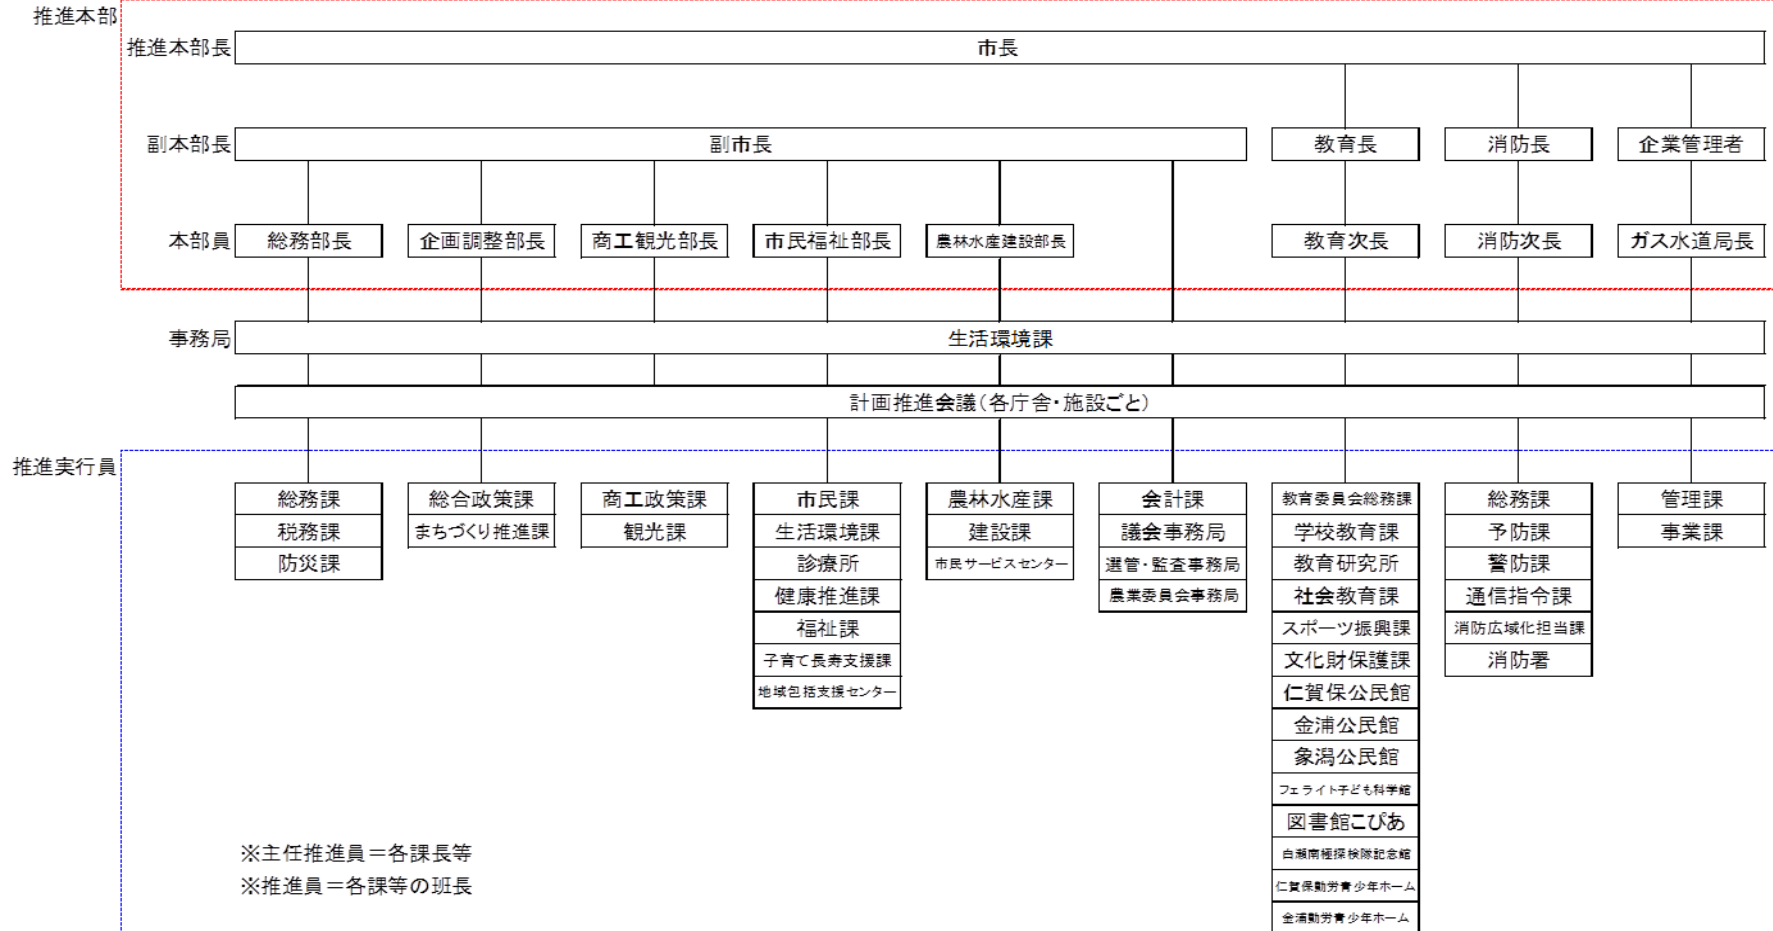 推進本部
推進本部長
市長
副本部長
副市長
教育長
消防長
企業管理者
本部員
総務部長
企画調整部長
商工観光部長
市民福祉部長
農林水産建設部長
教育次長
消防次長
ガス水道局長
事務局
生活環境課
計画推進会議（各庁舎・施設ごと）
推進実行員
総務課
税務課
防災課
総合政策課
まちづくり推進課
商工政策課
観光課
市民課
生活環境課
診療所
健康推進課
福祉課
子育て長寿支援課
地域包括支援センター
農林水産課
建設課
市民サービスセンター
会計課
議会事務局
選管・監査事務局
農業委員会事務局
教育委員会総務課
学校教育課
教育研究所
社会教育課
スポーツ振興課
文化財保護課
仁賀保公民館
金浦公民館
象潟公民館
フェライト子ども科学館
図書館こぴあ
白瀬南極探検隊記念館
仁賀保勤労青少年ホーム
金浦勤労青少年ホーム
総務課
予防課
警防課
通信指令課
消防広域化担当課
消防署
管理課
事業課
※主任推進員＝各課長等
※推進員＝各課等の班長